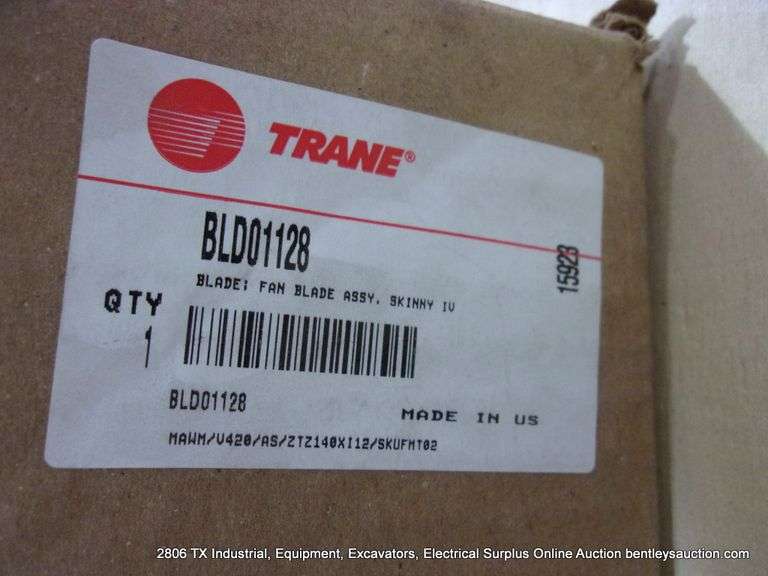 TRANE®
BLD01128
15923
BLADE; FAN BLADE ASSY, SKINNY IV
QTY
1
BLD01128
MADE IN US
MAWM/V420/AS/ZTZ140XI12/SKUFMT02
2806 TX Industrial, Equipment, Excavators, Electrical Surplus Online Auction bentleysauction.com